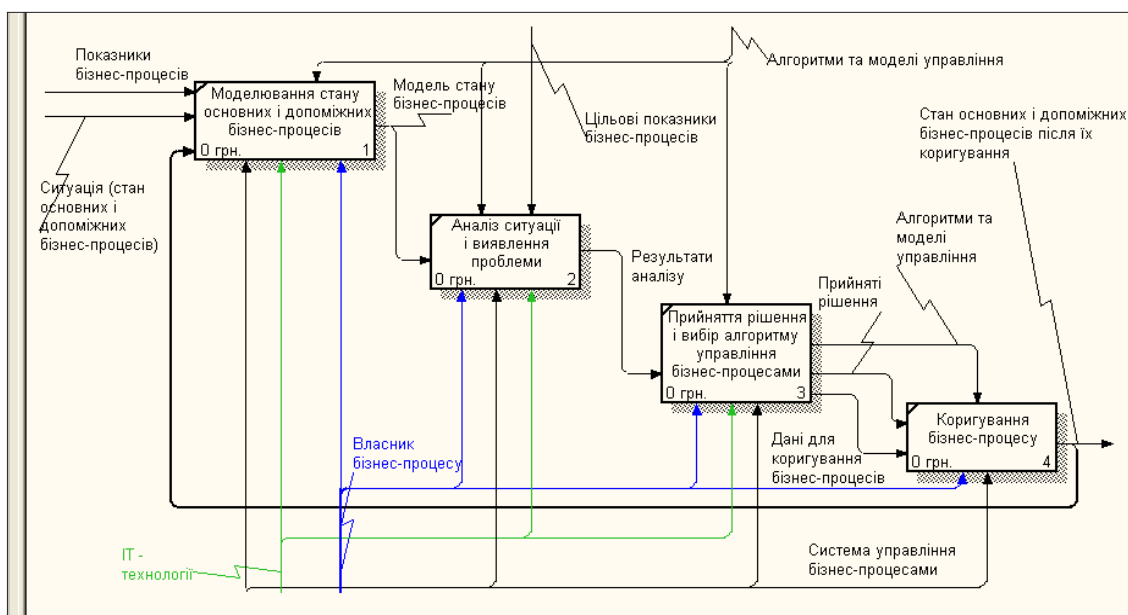 Показники
бізнес-процесів
Моделювання стану
основних і допоміжних
бізнес-процесів
0 грн.
1
Модель стану
бізнес-процесів
Цільові показники
бізнес-процесів
Алгоритми та моделі управління
Стан основних і допоміжних
бізнес-процесів після їх
коригування
Ситуація (стан
основних і
допоміжних
бізнес-процесів)
Аналіз ситуації
і виявлення
проблеми
0 грн.
2
Результати
аналізу
Алгоритми та
моделі
управління
Прийняті
рішення
Прийняття рішення
і вибір алгоритму
управління
бізнес-процесами
0 грн.
3
Коригування
бізнес-процесу
0 грн.
4
Власник
бізнес-процесу
Дані для
коригування
бізнес-процесів
ІТ -
технології
Система управління
бізнес-процесами